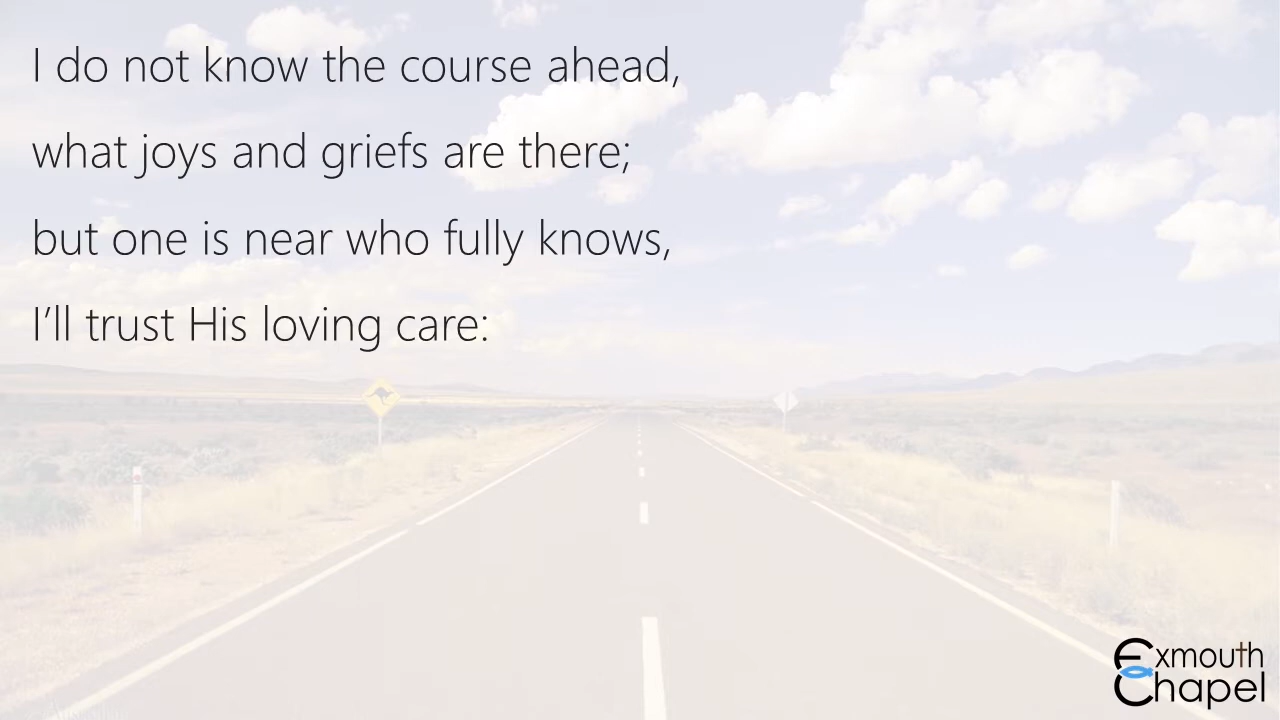 I do not know the course ahead,
what joys and griefs are there;
but one is near who fully knows,
I’ll trust His loving care:
Exmouth
Chapel